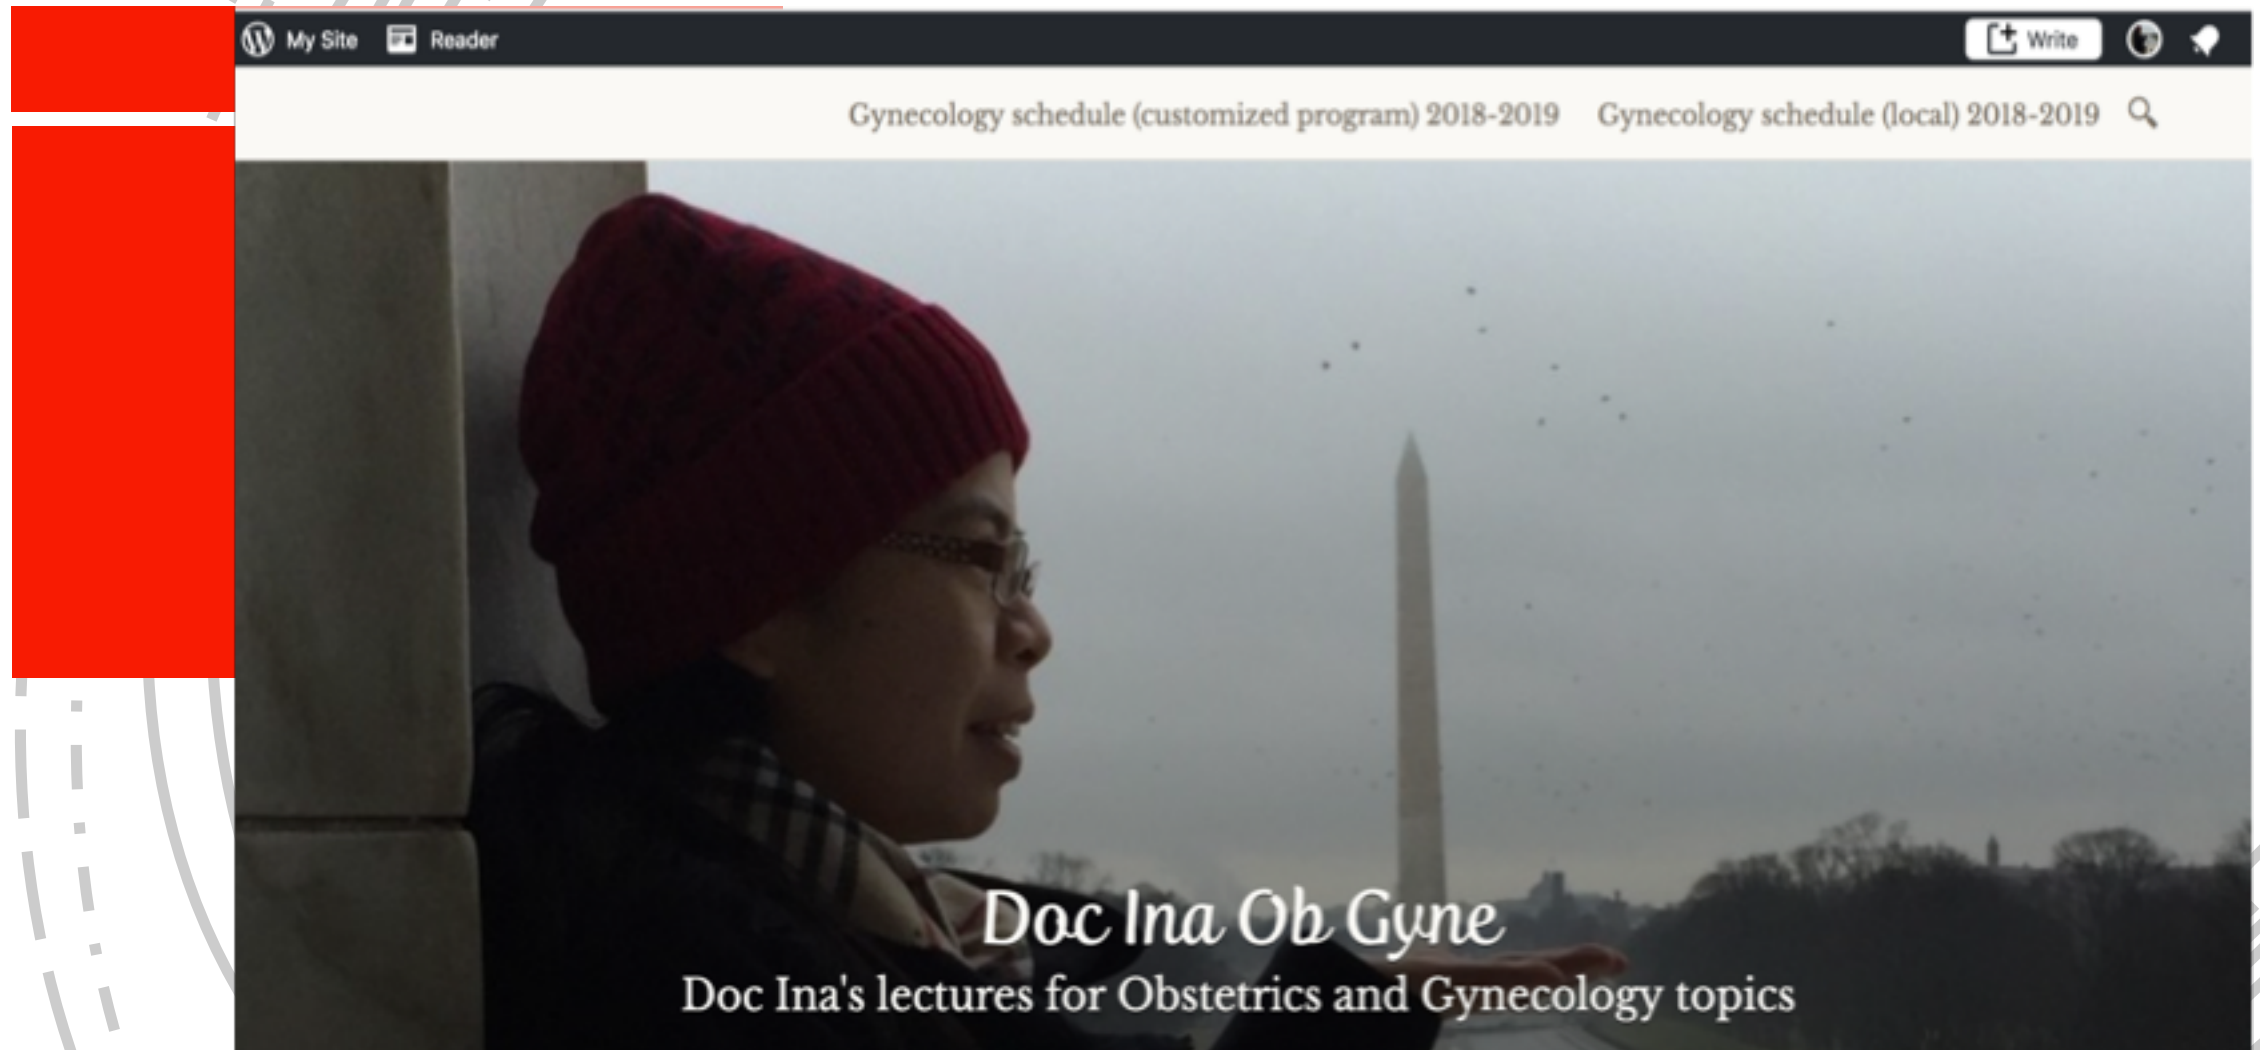 My Site Reader Write
Gynecology schedule (customized program) 2018-2019 Gynecology schedule (local) 2018-2019
Doc Ina Ob Gyne
Doc Ina's lectures for Obstetrics and Gynecology topics